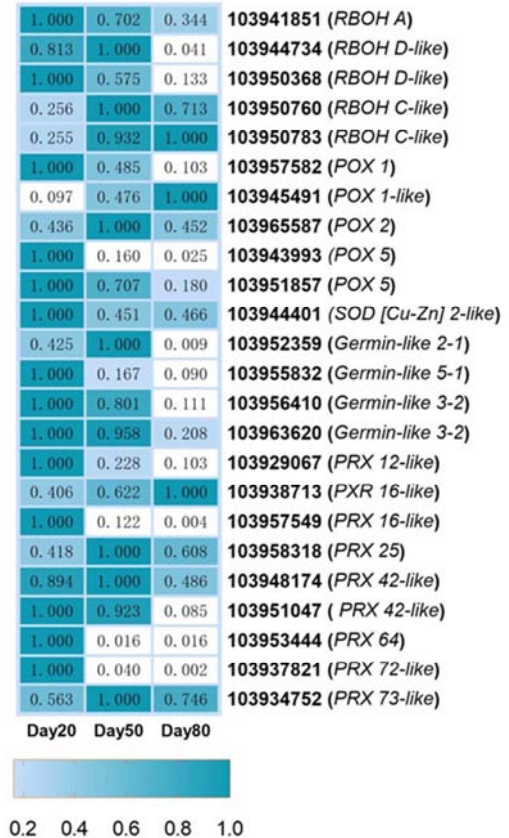 1.000 0.702 0.344 103941851 (RBOH A)
0.813 1.000 0.041 103944734 (RBOH D-like)
1.000 0.575 0.133 103950368 (RBOH D-like)
0.256 1.000 0.713 103950760 (RBOH C-like)
0.255 0.932 1.000 103950783 (RBOH C-like)
1.000 0.485 0.103 103957582 (POX 1)
0.097 0.476 1.000 103945491 (POX 1-like)
0.436 1.000 0.452 103965587 (POX 2)
1.000 0.160 0.025 103943993 (POX 5)
1.000 0.707 0.180 103951857 (POX 5)
1.000 0.451 0.466 103944401 (SOD [Cu-Zn] 2-like)
0.425 1.000 0.009 103952359 (Germin-like 2-1)
1.000 0.167 0.090 103955832 (Germin-like 5-1)
1.000 0.801 0.111 103956410 (Germin-like 3-2)
1.000 0.958 0.208 103963620 (Germin-like 3-2)
1.000 0.228 0.103 103929067 (PRX 12-like)
0.406 0.622 1.000 103938713 (PXR 16-like)
1.000 0.122 0.004 103957549 (PRX 16-like)
0.418 1.000 0.608 103958318 (PRX 25)
0.894 1.000 0.486 103948174 (PRX 42-like)
1.000 0.923 0.085 103951047 ( PRX 42-like)
1.000 0.016 0.016 103953444 (PRX 64)
1.000 0.040 0.002 103937821 (PRX 72-like)
0.563 1.000 0.746 103934752 (PRX 73-like)
Day20 Day50 Day80
0.2 0.4 0.6 0.8 1.0